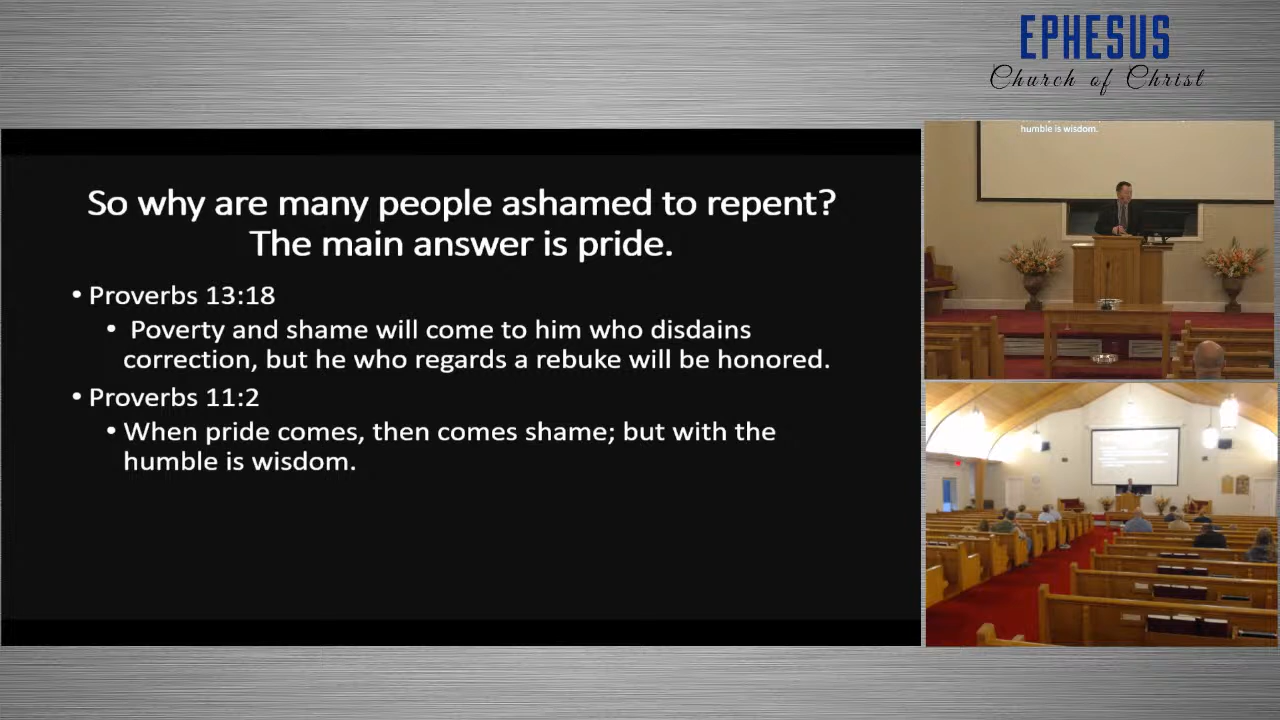 EPHESUS
Church of Christ
So why are many people ashamed to repent?
The main answer is pride.
• Proverbs 13:18
• Poverty and shame will come to him who disdains
correction, but he who regards a rebuke will be honored.
• Proverbs 11:2
• When pride comes, then comes shame; but with the
humble is wisdom.
humble is wisdom.